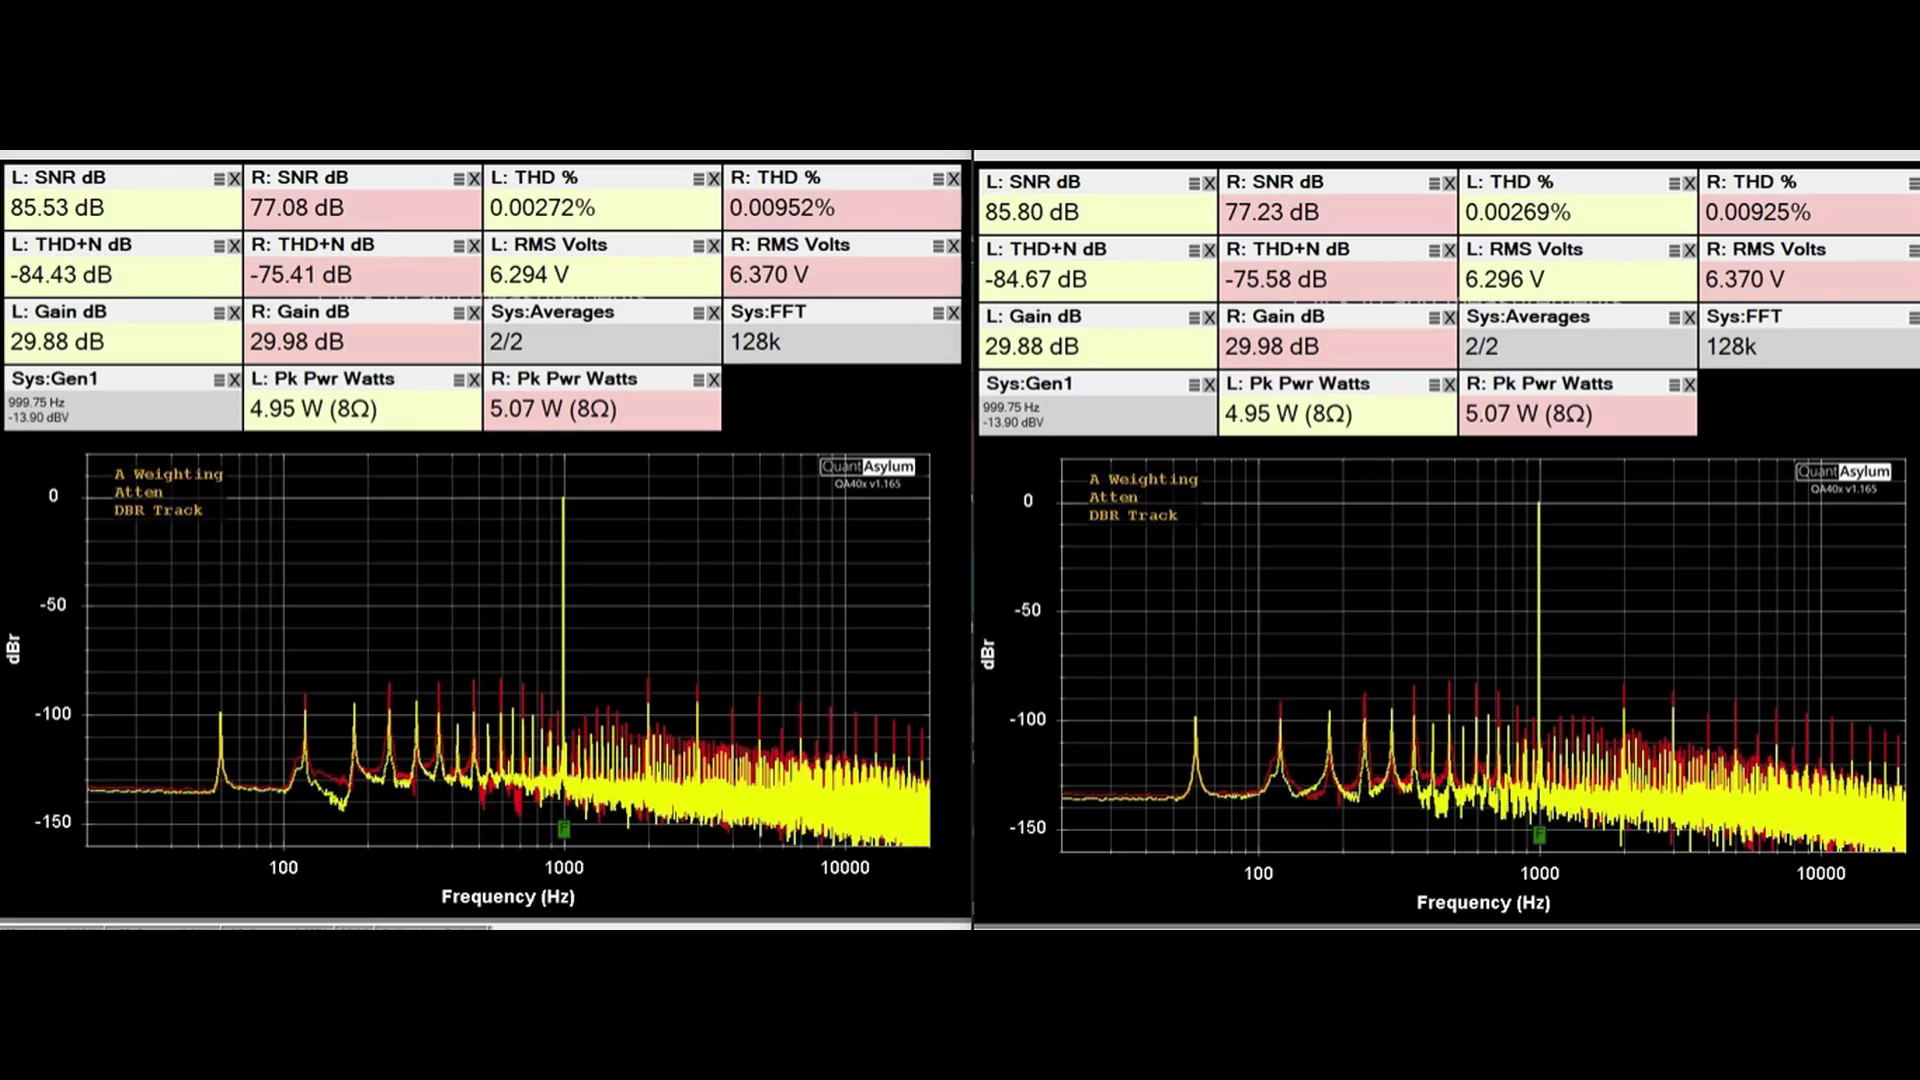 L: SNR dB R: SNR dB L: THD % R: THD %
85.53 dB 77.08 dB 0.00272% 0.00952%
L: THD+N dB R: THD+N dB L: RMS Volts R: RMS Volts
-84.43 dB -75.41 dB 6.294 V 6.370 V
L: Gain dB R: Gain dB Sys:Averages Sys:FFT
29.88 dB 29.98 dB 2/2 128k
Sys:Gen1 L: Pk Pwr Watts R: Pk Pwr Watts
999.75 Hz
-13.90 dBV
4.95 W (8Ω) 5.07 W (8Ω)
A Weighting
Atten
DBR Track
QuantAsylum
QA40x v1.165
0
-50
-100
-150
dBr
100 1000 10000
F
Frequency (Hz)
L: SNR dB R: SNR dB L: THD % R: THD %
85.80 dB 77.23 dB 0.00269% 0.00925%
L: THD+N dB R: THD+N dB L: RMS Volts R: RMS Volts
-84.67 dB -75.58 dB 6.296 V 6.370 V
L: Gain dB R: Gain dB Sys:Averages Sys:FFT
29.88 dB 29.98 dB 2/2 128k
Sys:Gen1 L: Pk Pwr Watts R: Pk Pwr Watts
999.75 Hz
-13.90 dBV
4.95 W (8Ω) 5.07 W (8Ω)
A Weighting
Atten
DBR Track
QuantAsylum
QA40x v1.165
0
-50
-100
-150
dBr
100 1000 10000
F
Frequency (Hz)